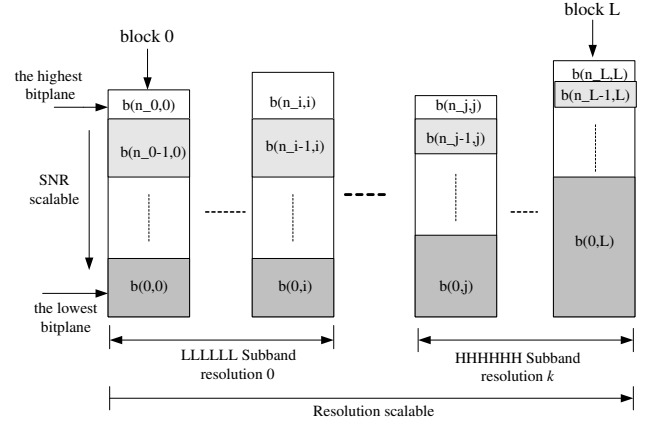 block 0
block L
the highest
bitplane
b(n_0,0)
b(n_i,i)
b(n_j,j)
b(n_L,L)
b(n_0-1,0)
b(n_i-1,i)
b(n_j-1,j)
b(n_L-1,L)
SNR
scalable
b(0,0)
b(0,i)
b(0,j)
b(0,L)
the lowest
bitplane
LLLLLL Subband
resolution 0
HHHHHH Subband
resolution k
Resolution scalable